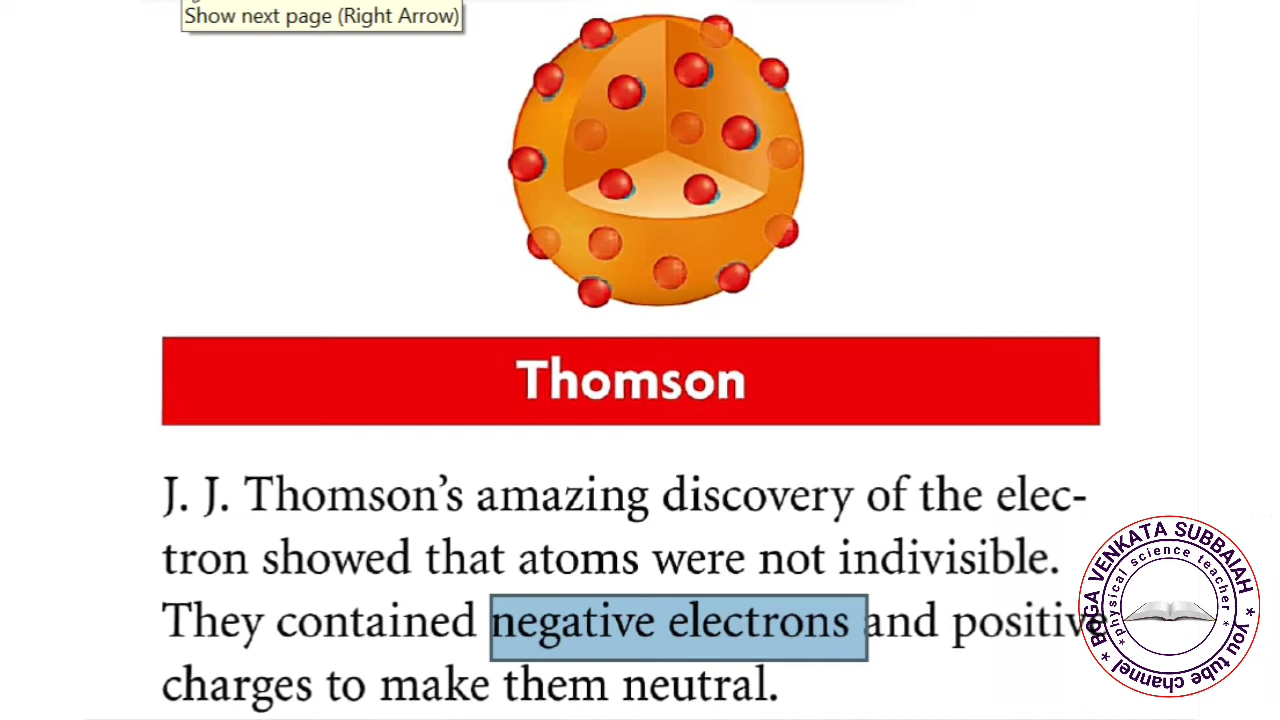 Show next page (Right Arrow)
Thomson
J. J. Thomson's amazing discovery of the elec-
tron showed that atoms were not indivisible.
They contained negative electrons and positive
charges to make them neutral.
BOGA VENKATA SUBBAIAH * you tube channel *
*physical science teacher*